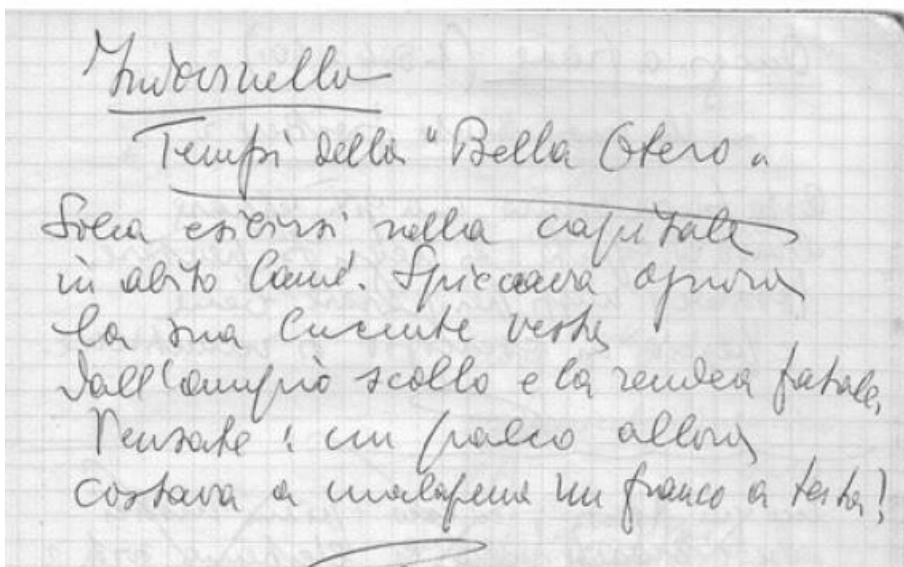 Indovinello
Tempi della "Bella Otero"
Solea esibirsi nella capitale
in abito lamé. Spiccava ognora
la sua lucente veste
dall'ampio scollo e la rendea fatale,
Pensate: un palco allora
costava a malapena un franco a testa!